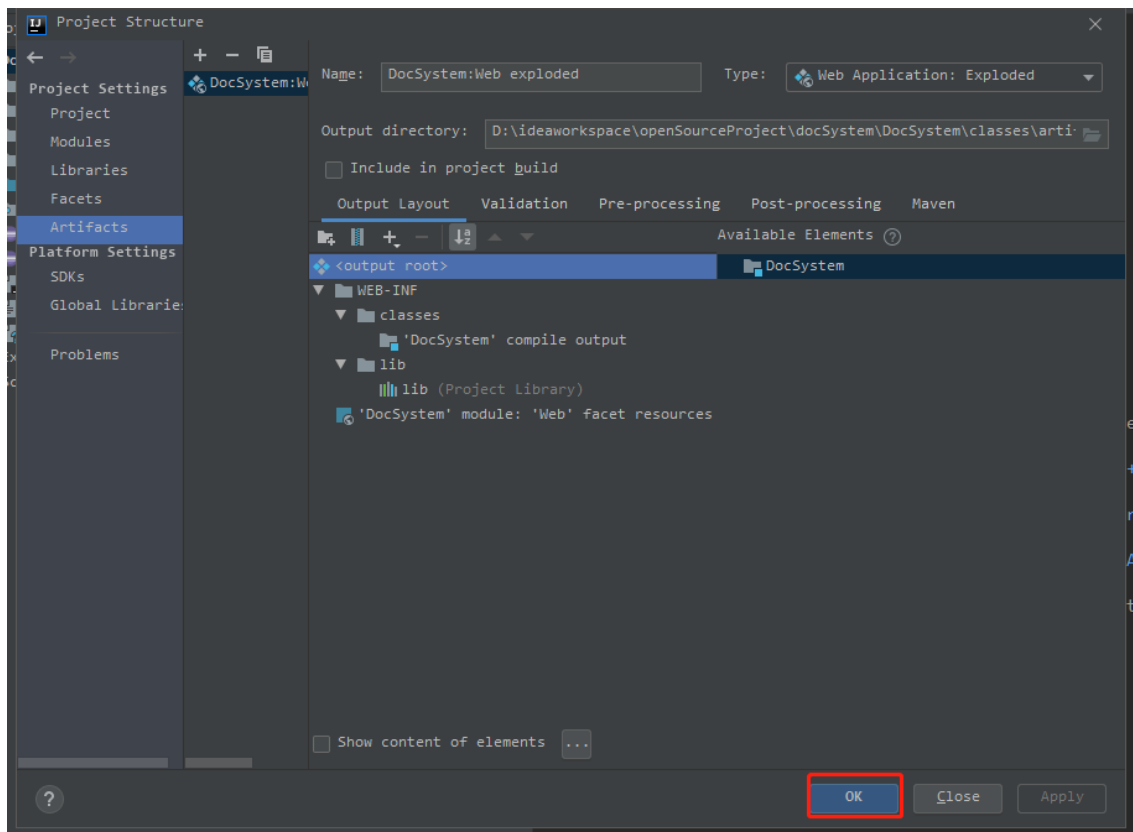 Project Structure
Project Settings
Project
Modules
Libraries
Facets
Artifacts
Platform Settings
SDKs
Global Librarie
Problems
DocSystem:W
Name: DocSystem:Web exploded Type: Web Application: Exploded
Output directory: D:\ideaworkspace\openSourceProject\docSystem\DocSystem\classes\arti
Include in project build
Output Layout Validation Pre-processing Post-processing Maven
Available Elements ?
<output root>
WEB-INF
classes
'DocSystem' compile output
lib
lib (Project Library)
'DocSystem' module: 'Web' facet resources
DocSystem
Show content of elements ...
? OK Close Apply